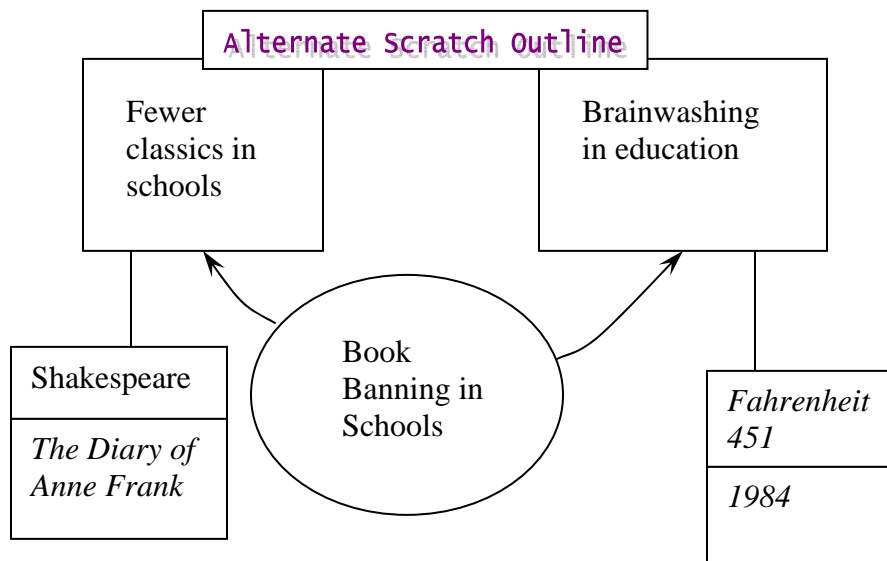 Alternate Scratch Outline
Fewer
classics in
schools
Brainwashing
in education
Book
Banning in
Schools
Shakespeare
The Diary of
Anne Frank
Fahrenheit
451
1984